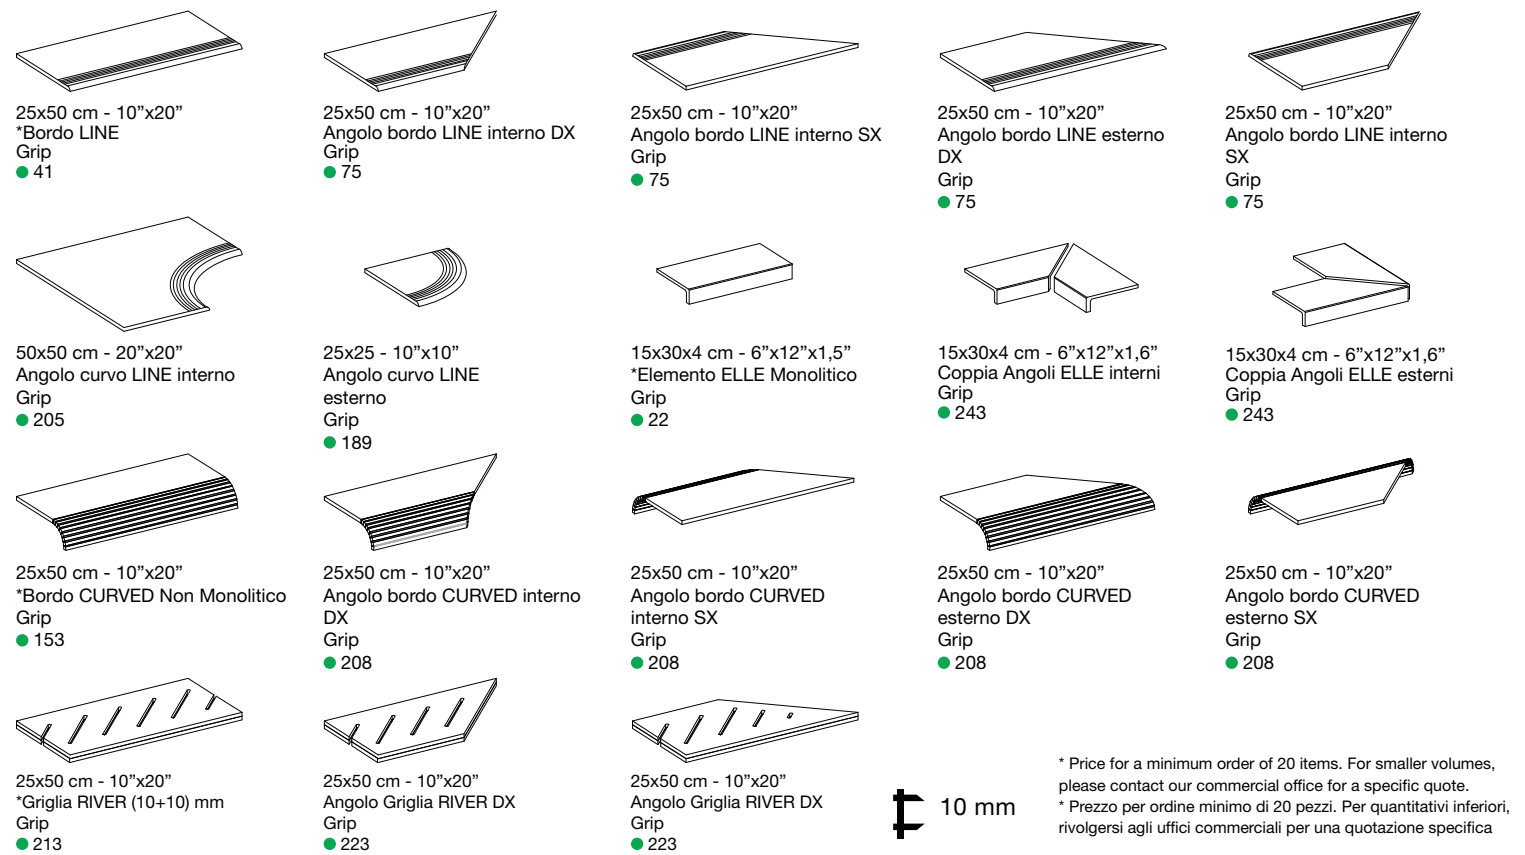 25x50 cm - 10”x20”
*Bordo LINE
Grip
41
25x50 cm - 10”x20”
Angolo bordo LINE interno DX
Grip
75
25x50 cm - 10”x20”
Angolo bordo LINE interno SX
Grip
75
25x50 cm - 10”x20”
Angolo bordo LINE esterno
DX
Grip
75
25x50 cm - 10”x20”
Angolo bordo LINE interno
SX
Grip
75
50x50 cm - 20”x20”
Angolo curvo LINE interno
Grip
205
25x25 - 10”x10”
Angolo curvo LINE
esterno
Grip
189
15x30x4 cm - 6”x12”x1,5”
*Elemento ELLE Monolitico
Grip
22
15x30x4 cm - 6”x12”x1,6”
Coppia Angoli ELLE interni
Grip
243
15x30x4 cm - 6”x12”x1,6”
Coppia Angoli ELLE esterni
Grip
243
25x50 cm - 10”x20”
*Bordo CURVED Non Monolitico
Grip
153
25x50 cm - 10”x20”
Angolo bordo CURVED interno
DX
Grip
208
25x50 cm - 10”x20”
Angolo bordo CURVED
interno SX
Grip
208
25x50 cm - 10”x20”
Angolo bordo CURVED
esterno DX
Grip
208
25x50 cm - 10”x20”
Angolo bordo CURVED
esterno SX
Grip
208
25x50 cm - 10”x20”
*Griglia RIVER (10+10) mm
Grip
213
25x50 cm - 10”x20”
Angolo Griglia RIVER DX
Grip
223
25x50 cm - 10”x20”
Angolo Griglia RIVER DX
Grip
223
10 mm
* Price for a minimum order of 20 items. For smaller volumes,
please contact our commercial office for a specific quote.
* Prezzo per ordine minimo di 20 pezzi. Per quantitativi inferiori,
rivolgersi agli uffici commerciali per una quotazione specifica